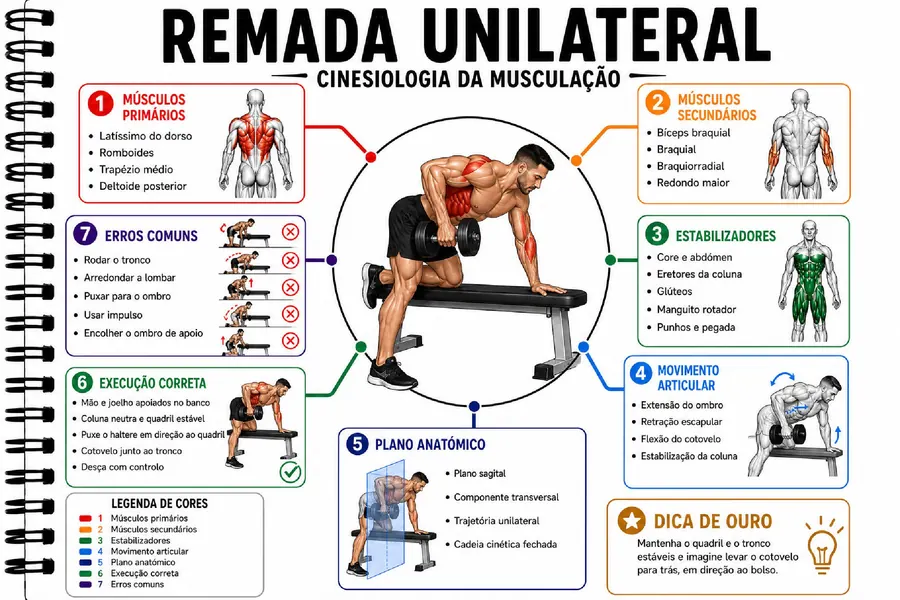 REMADA UNILATERAL
CINESIOLOGIA DA MUSCULAÇÃO
1 MÚSCULOS
PRIMÁRIOS
• Latíssimo do dorso
• Romboides
• Trapézio médio
• Deltoide posterior
2 MÚSCULOS
SECUNDÁRIOS
• Bíceps braquial
• Braquial
• Braquiorradial
• Redondo maior
7 ERROS COMUNS
• Rodar o tronco
• Arredondar a lombar
• Puxar para o ombro
• Usar impulso
• Encolher o ombro de apoio
3 ESTABILIZADORES
• Core e abdómen
• Eretores da coluna
• Glúteos
• Manguito rotador
• Punhos e pegada
6 EXECUÇÃO CORRETA
• Mão e joelho apoiados no banco
• Coluna neutra e quadril estável
• Puxe o haltere em direção ao quadril
• Cotovelo junto ao tronco
• Desça com controlo
4 MOVIMENTO
ARTICULAR
• Extensão do ombro
• Retração escapular
• Flexão do cotovelo
• Estabilização da coluna
5 PLANO ANATÓMICO
• Plano sagital
• Componente transversal
• Trajetória unilateral
• Cadeia cinética fechada
LEGENDA DE CORES
1 Músculos primários
2 Músculos secundários
3 Estabilizadores
4 Movimento articular
5 Plano anatómico
6 Execução correta
7 Erros comuns
DICA DE OURO
Mantenha o quadril e o tronco
estáveis e imagine levar o cotovelo
para trás, em direção ao bolso.